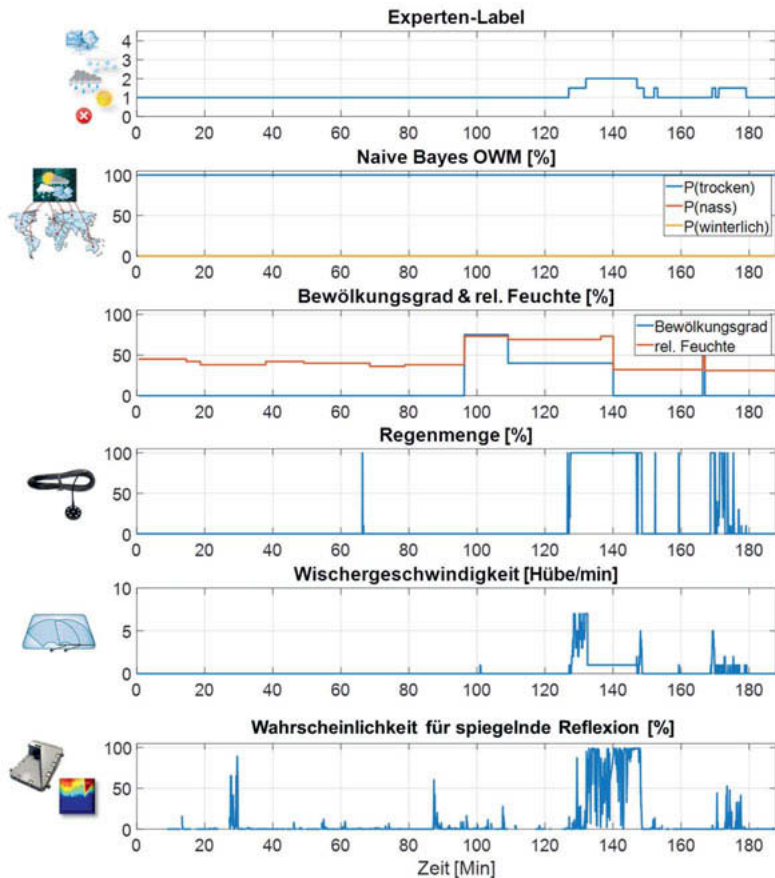 Experten-Label
4
3
2
1
0
0 20 40 60 80 100 120 140 160 180
Naive Bayes OWM [%]
100
50
0
P(trocken)
P(nass)
P(winterlich)
0 20 40 60 80 100 120 140 160 180
Bewölkungsgrad & rel. Feuchte [%]
100
50
0
Bewölkungsgrad
rel. Feuchte
0 20 40 60 80 100 120 140 160 180
Regenmenge [%]
100
50
0
0 20 40 60 80 100 120 140 160 180
Wischergeschwindigkeit [Hübe/min]
10
5
0
0 20 40 60 80 100 120 140 160 180
Wahrscheinlichkeit für spiegelnde Reflexion [%]
100
50
0
0 20 40 60 80 100 120 140 160 180
Zeit [Min]